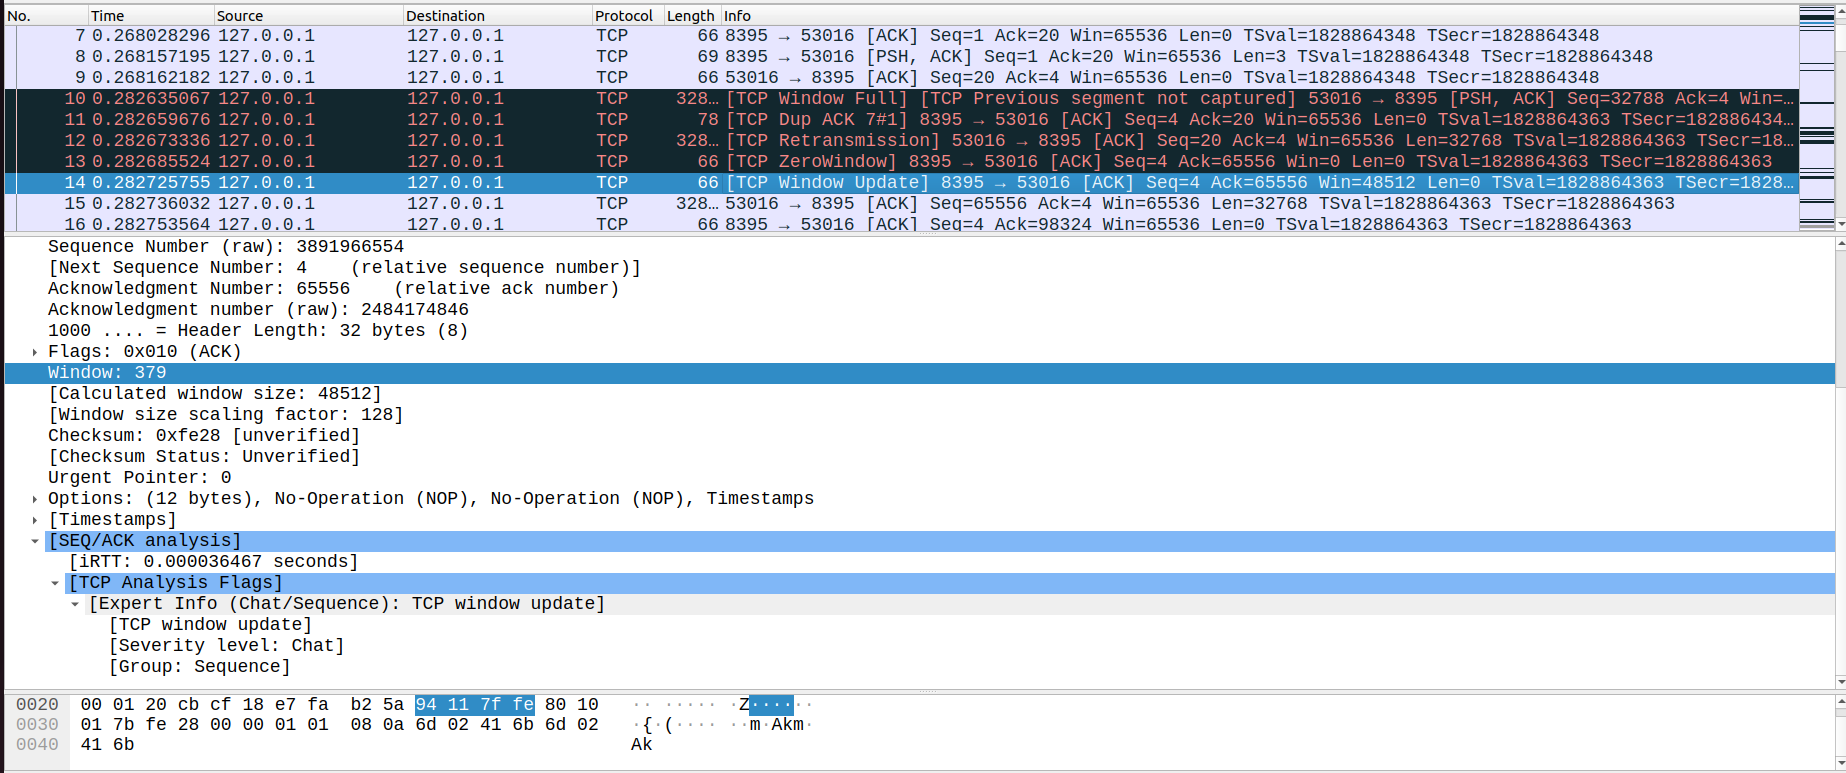 No. Time Source Destination Protocol Length Info
7 0.268028296 127.0.0.1 127.0.0.1 TCP 66 8395 → 53016 [ACK] Seq=1 Ack=20 Win=65536 Len=0 TSval=1828864348 TSecr=1828864348
8 0.268157195 127.0.0.1 127.0.0.1 TCP 69 8395 → 53016 [PSH, ACK] Seq=1 Ack=20 Win=65536 Len=3 TSval=1828864348 TSecr=1828864348
9 0.268162182 127.0.0.1 127.0.0.1 TCP 66 53016 → 8395 [ACK] Seq=20 Ack=4 Win=65536 Len=0 TSval=1828864348 TSecr=1828864348
10 0.282635067 127.0.0.1 127.0.0.1 TCP 328… [TCP Window Full] [TCP Previous segment not captured] 53016 → 8395 [PSH, ACK] Seq=32788 Ack=4 Win=…
11 0.282659676 127.0.0.1 127.0.0.1 TCP 78 [TCP Dup ACK 7#1] 8395 → 53016 [ACK] Seq=4 Ack=20 Win=65536 Len=0 TSval=1828864363 TSecr=182886434…
12 0.282673336 127.0.0.1 127.0.0.1 TCP 328… [TCP Retransmission] 53016 → 8395 [ACK] Seq=20 Ack=4 Win=65536 Len=32768 TSval=1828864363 TSecr=18…
13 0.282685524 127.0.0.1 127.0.0.1 TCP 66 [TCP ZeroWindow] 8395 → 53016 [ACK] Seq=4 Ack=65556 Win=0 Len=0 TSval=1828864363 TSecr=1828864363
14 0.282725755 127.0.0.1 127.0.0.1 TCP 66 [TCP Window Update] 8395 → 53016 [ACK] Seq=4 Ack=65556 Win=48512 Len=0 TSval=1828864363 TSecr=1828…
15 0.282736032 127.0.0.1 127.0.0.1 TCP 328… 53016 → 8395 [ACK] Seq=65556 Ack=4 Win=65536 Len=32768 TSval=1828864363 TSecr=1828864363
16 0.282753564 127.0.0.1 127.0.0.1 TCP 66 8395 → 53016 [ACK] Seq=4 Ack=98324 Win=65536 Len=0 TSval=1828864363 TSecr=1828864363
Sequence Number (raw): 3891966554
[Next Sequence Number: 4 (relative sequence number)]
Acknowledgment Number: 65556 (relative ack number)
Acknowledgment number (raw): 2484174846
1000 .... = Header Length: 32 bytes (8)
Flags: 0x010 (ACK)
Window: 379
[Calculated window size: 48512]
[Window size scaling factor: 128]
Checksum: 0xfe28 [unverified]
[Checksum Status: Unverified]
Urgent Pointer: 0
Options: (12 bytes), No-Operation (NOP), No-Operation (NOP), Timestamps
[Timestamps]
[SEQ/ACK analysis]
[iRTT: 0.000036467 seconds]
[TCP Analysis Flags]
[Expert Info (Chat/Sequence): TCP window update]
[TCP window update]
[Severity level: Chat]
[Group: Sequence]
0020 00 01 20 cb cf 18 e7 fa b2 5a 94 11 7f fe 80 10 ·· ····· ·Z······
0030 01 7b fe 28 00 00 01 01 08 0a 6d 02 41 6b 6d 02 ·{·(···· ··m·Akm·
0040 41 6b Ak